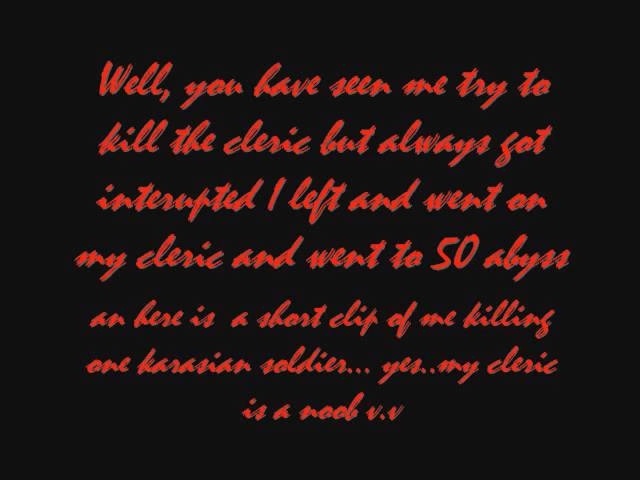 Well, you have seen me try to
kill the cleric but always got
interupted I left and went on
my cleric and went to 50 abyss
an here is a short clip of me killing
one karasian soldier... yes..my cleric
is a noob v.v